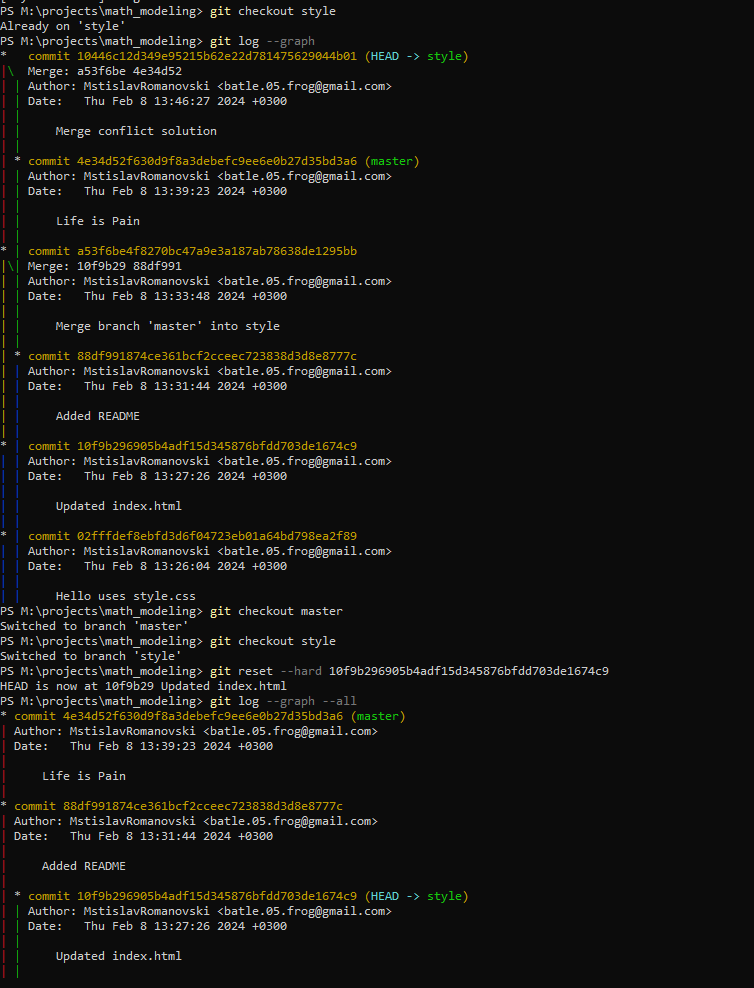 PS M:\projects\math_modeling> git checkout style
Already on 'style'
PS M:\projects\math_modeling> git log --graph
*   commit 10446c12d349e95215b62e22d781475629044b01 (HEAD -> style)
|\  Merge: a53f6be 4e34d52
| | Author: MstislavRomanovski <batle.05.frog@gmail.com>
| | Date:   Thu Feb 8 13:46:27 2024 +0300
| |
| |     Merge conflict solution
| |
| * commit 4e34d52f630d9f8a3debefc9ee6e0b27d35bd3a6 (master)
| | Author: MstislavRomanovski <batle.05.frog@gmail.com>
| | Date:   Thu Feb 8 13:39:23 2024 +0300
| |
| |     Life is Pain
| |
* | commit a53f6be4f8270bc47a9e3a187ab78638de1295bb
|\| Merge: 10f9b29 88df991
| | Author: MstislavRomanovski <batle.05.frog@gmail.com>
| | Date:   Thu Feb 8 13:33:48 2024 +0300
| |
| |     Merge branch 'master' into style
| |
| * commit 88df991874ce361bcf2cceec723838d3d8e8777c
| | Author: MstislavRomanovski <batle.05.frog@gmail.com>
| | Date:   Thu Feb 8 13:31:44 2024 +0300
| |
| |     Added README
| |
* | commit 10f9b296905b4adf15d345876bfdd703de1674c9
| | Author: MstislavRomanovski <batle.05.frog@gmail.com>
| | Date:   Thu Feb 8 13:27:26 2024 +0300
| |
| |     Updated index.html
| |
* | commit 02fffdef8ebfd3d6f04723eb01a64bd798ea2f89
| | Author: MstislavRomanovski <batle.05.frog@gmail.com>
| | Date:   Thu Feb 8 13:26:04 2024 +0300
| |
| |     Hello uses style.css
PS M:\projects\math_modeling> git checkout master
Switched to branch 'master'
PS M:\projects\math_modeling> git checkout style
Switched to branch 'style'
PS M:\projects\math_modeling> git reset --hard 10f9b296905b4adf15d345876bfdd703de1674c9
HEAD is now at 10f9b29 Updated index.html
PS M:\projects\math_modeling> git log --graph --all
* commit 4e34d52f630d9f8a3debefc9ee6e0b27d35bd3a6 (master)
| Author: MstislavRomanovski <batle.05.frog@gmail.com>
| Date:   Thu Feb 8 13:39:23 2024 +0300
|
|     Life is Pain
|
* commit 88df991874ce361bcf2cceec723838d3d8e8777c
| Author: MstislavRomanovski <batle.05.frog@gmail.com>
| Date:   Thu Feb 8 13:31:44 2024 +0300
|
|     Added README
|
| * commit 10f9b296905b4adf15d345876bfdd703de1674c9 (HEAD -> style)
| | Author: MstislavRomanovski <batle.05.frog@gmail.com>
| | Date:   Thu Feb 8 13:27:26 2024 +0300
| |
| |     Updated index.html
| |